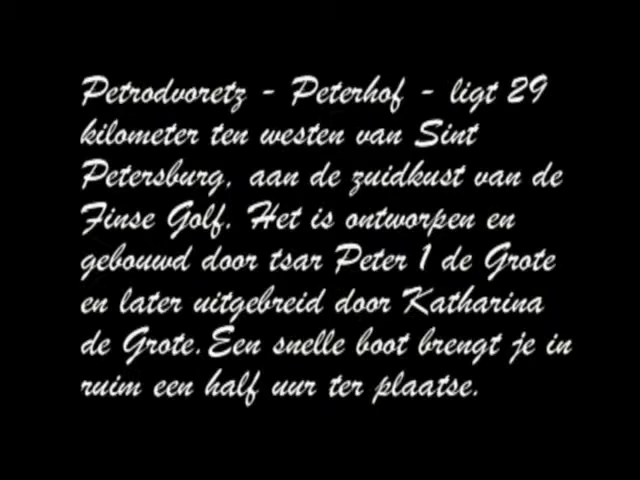 Petrodvoretz - Peterhof - ligt 29
kilometer ten westen van Sint
Petersburg, aan de zuidkust van de
Finse Golf. Het is ontworpen en
gebouwd door tsar Peter 1 de Grote
en later uitgebreid door Katharina
de Grote.Een snelle boot brengt je in
ruim een half uur ter plaatse.